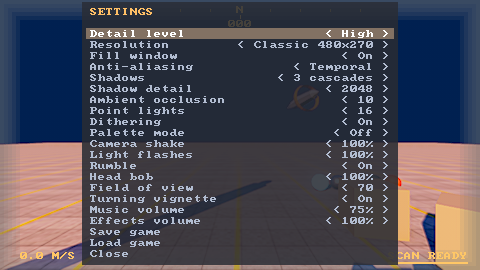 SETTINGS
N
000
Detail level < High >
Resolution < Classic 480x270 >
Fill window < On >
Anti-aliasing < Temporal >
Shadows < 3 cascades >
Shadow detail < 2048 >
Ambient occlusion < 10 >
Point lights < 16 >
Dithering < On >
Palette mode < Off >
Camera shake < 100% >
Light flashes < 100% >
Rumble < On >
Head bob < 100% >
Field of view < 70 >
Turning vignette < On >
Music volume < 75% >
Effects volume < 100% >
Save game
Load game
Close
0.0 M/S
CAN READY